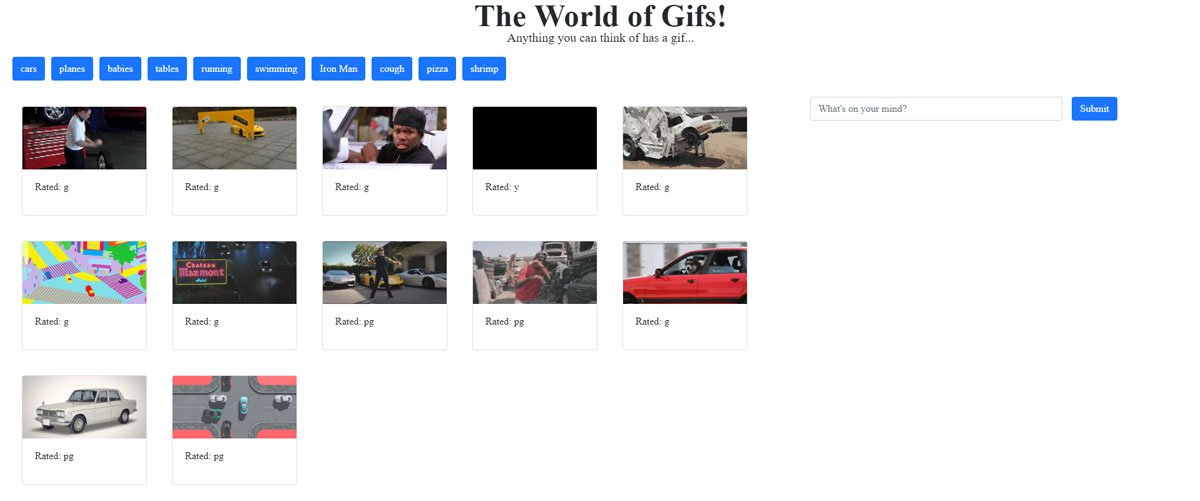 The World of Gifs!
Anything you can think of has a gif...
cars planes babies tables running swimming Iron Man cough pizza shrimp
What's on your mind? Submit
Rated: g Rated: g Rated: g Rated: y Rated: g
Chateau
Marmont
Hotel
Rated: g Rated: g Rated: pg Rated: pg Rated: g
Rated: pg Rated: pg